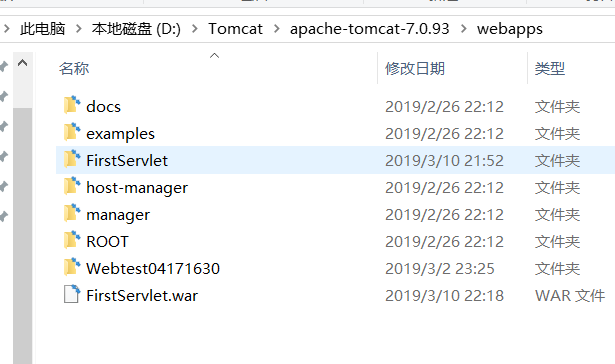 此电脑 > 本地磁盘 (D:) > Tomcat > apache-tomcat-7.0.93 > webapps
名称 修改日期 类型
docs 2019/2/26 22:12 文件夹
examples 2019/2/26 22:12 文件夹
FirstServlet 2019/3/10 21:52 文件夹
host-manager 2019/2/26 22:12 文件夹
manager 2019/2/26 22:12 文件夹
ROOT 2019/2/26 22:12 文件夹
Webtest04171630 2019/3/2 23:25 文件夹
FirstServlet.war 2019/3/10 22:18 WAR 文件